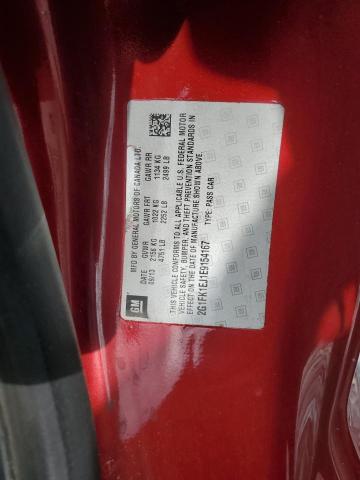 GM
MFD BY GENERAL MOTORS OF CANADA LTD.
DATE GVWR GAWR FRT GAWR RR
09/13 2156 KG 1022 KG 1134 KG
4751 LB 2252 LB 2499 LB
THIS VEHICLE CONFORMS TO ALL APPLICABLE U.S. FEDERAL MOTOR
VEHICLE SAFETY, BUMPER, AND THEFT PREVENTION STANDARDS IN
EFFECT ON THE DATE OF MANUFACTURE SHOWN ABOVE.
2G1FK1EJ1E9154167 TYPE: PASS CAR